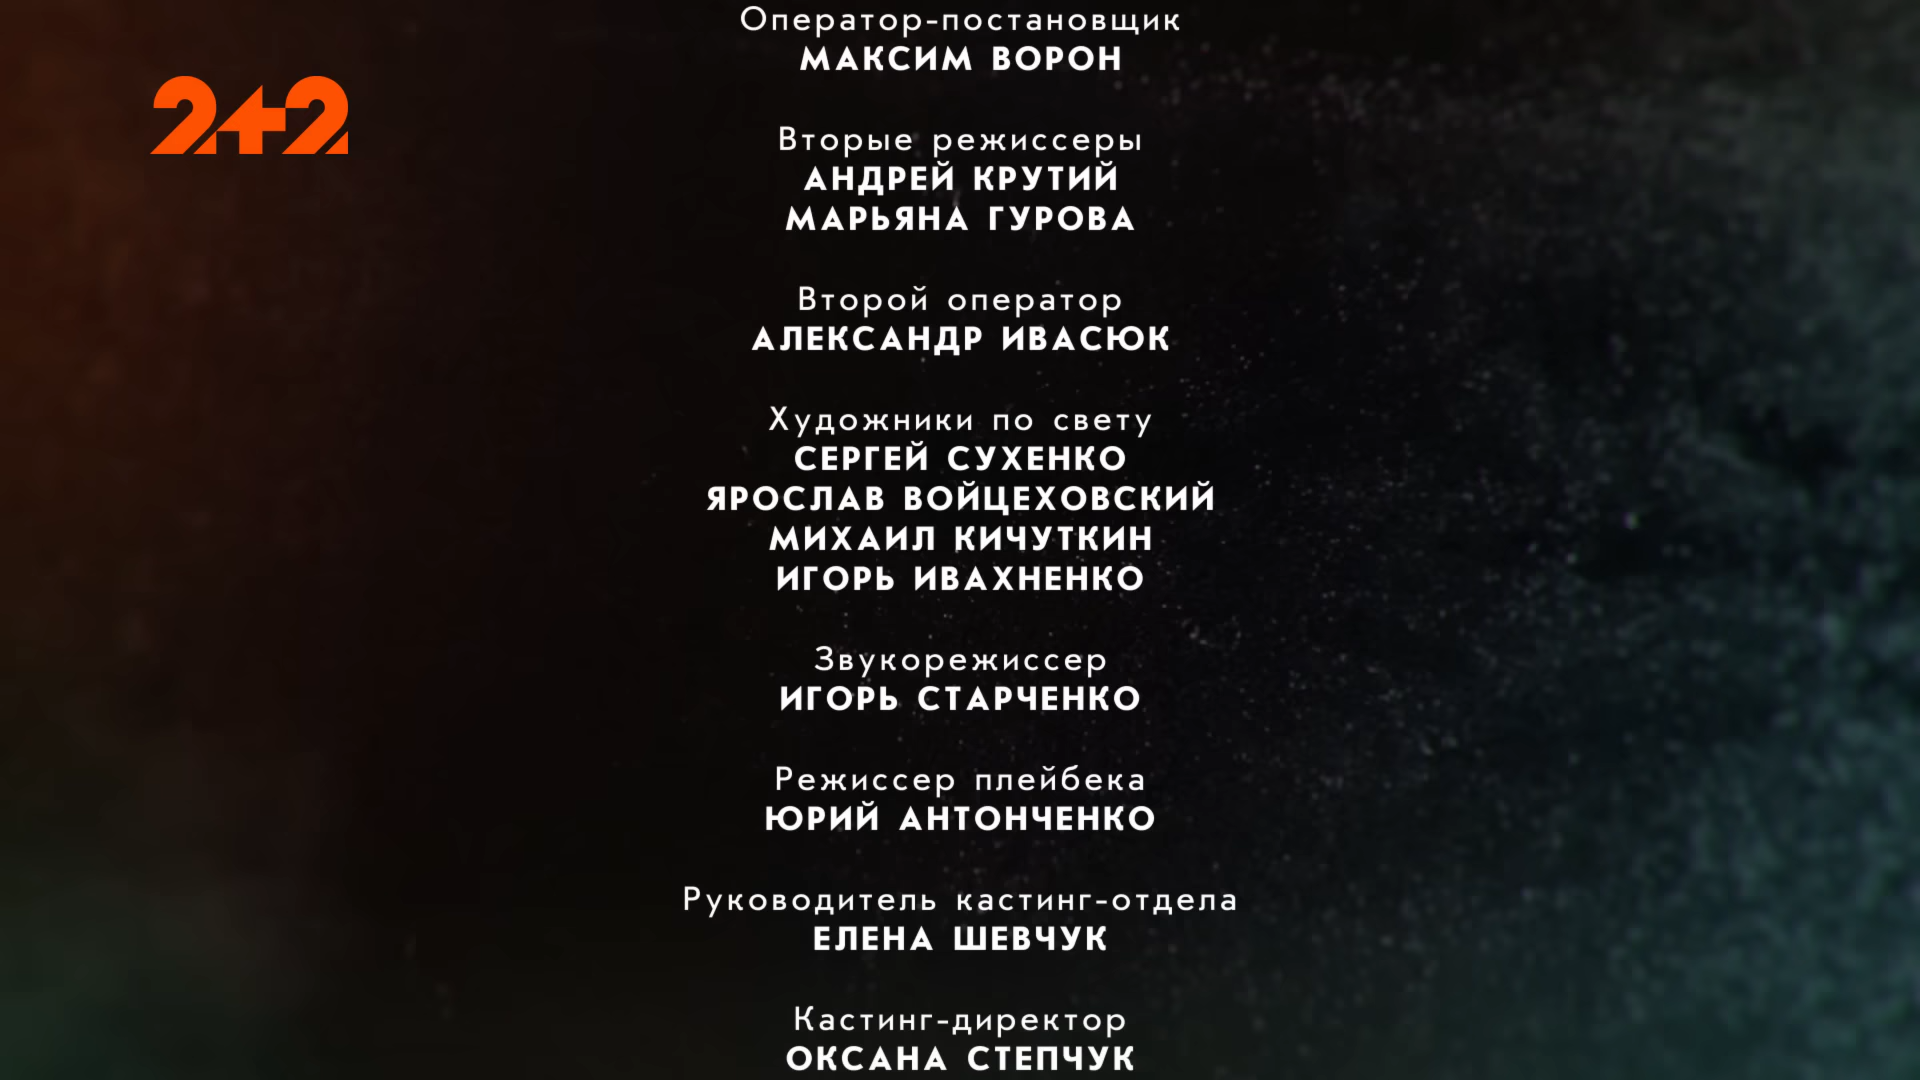 Оператор-постановщик
МАКСИМ ВОРОН
2+2
Вторые режиссеры
АНДРЕЙ КРУТИЙ
МАРЬЯНА ГУРОВА
Второй оператор
АЛЕКСАНДР ИВАСЮК
Художники по свету
СЕРГЕЙ СУХЕНКО
ЯРОСЛАВ ВОЙЦЕХОВСКИЙ
МИХАИЛ КИЧУТКИН
ИГОРЬ ИВАХНЕНКО
Звукорежиссер
ИГОРЬ СТАРЧЕНКО
Режиссер плейбека
ЮРИЙ АНТОНЧЕНКО
Руководитель кастинг-отдела
ЕЛЕНА ШЕВЧУК
Кастинг-директор
ОКСАНА СТЕПЧУК